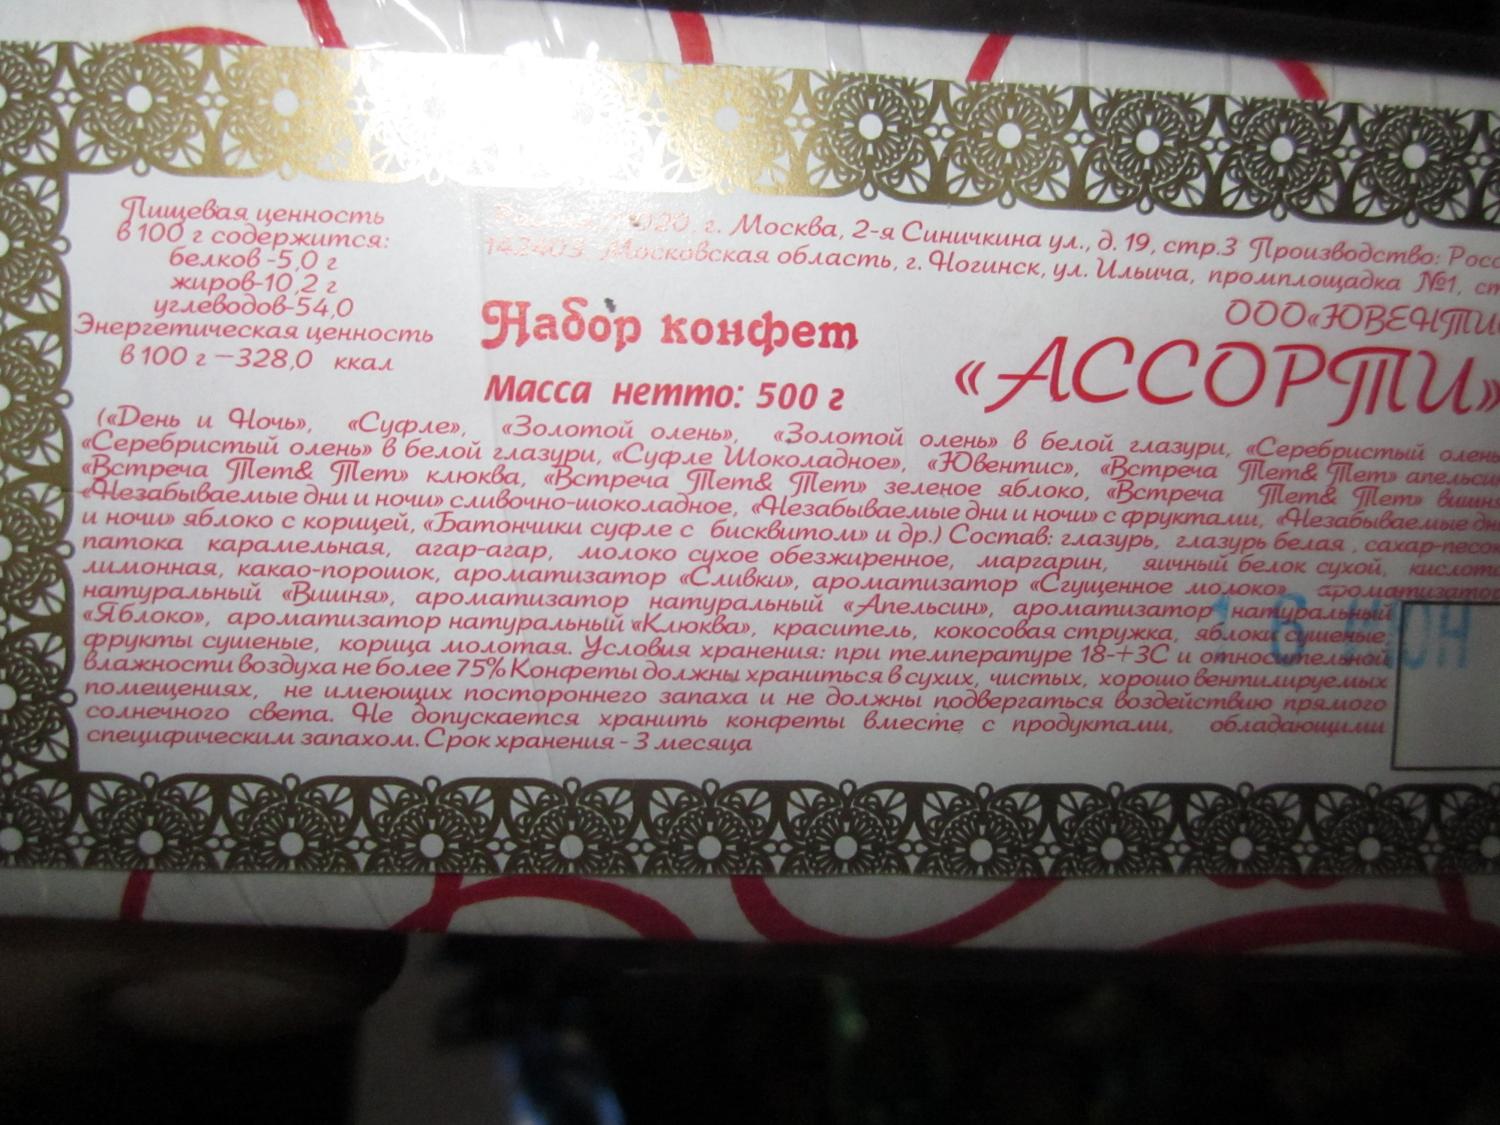 Пищевая ценность
в 100 г содержится:
белков -5,0 г
жиров-10,2 г
углеводов-54,0
Энергетическая ценность
в 100 г —328,0 ккал
г. Москва, 2-я Синичкина ул., д. 19, стр.3 Производство:
142403, Московская область, г. Ногинск, ул. Ильича, промплощадка №1,
ООО«ЮВЕНТИ
Набор конфет
«АССОРТИ»
Масса нетто: 500 г
(«День и Ночь», «Суфле», «Золотой олень», «Золотой олень» в белой глазури, «Серебристый олень
«Серебристый олень» в белой глазури, «Суфле Шоколадное», «Ювентис», «Встреча Тет& Тет» апельсин
«Встреча Тет& Тет» клюква, «Встреча Тет& Тет» зеленое яблоко, «Встреча Тет& Тет» вишня
«Незабываемые дни и ночи» сливочно-шоколадное, «Незабываемые дни и ночи» с фруктами, «Незабываемые дни
и ночи» яблоко с корицей, «Батончики суфле с бисквитом» и др.) Состав: глазурь, глазурь белая , сахар-песок
патока карамельная, агар-агар, молоко сухое обезжиренное, маргарин, яичный белок сухой, кислота
лимонная, какао-порошок, ароматизатор «Сливки», ароматизатор «Сгущенное молоко» ароматизатор
натуральный «Вишня», ароматизатор натуральный «Апельсин», ароматизатор натуральный
«Яблоко», ароматизатор натуральный «Клюква», краситель, кокосовая стружка, яблоки сушеные,
фрукты сушеные, корица молотая. Условия хранения: при температуре 18-+3С и относительной
влажности воздуха не более 75% Конфеты должны храниться в сухих, чистых, хорошо вентилируемых
помещениях, не имеющих постороннего запаха и не должны подвергаться воздействию прямого
солнечного света. Не допускается хранить конфеты вместе с продуктами, обладающими
специфическим запахом. Срок хранения - 3 месяца